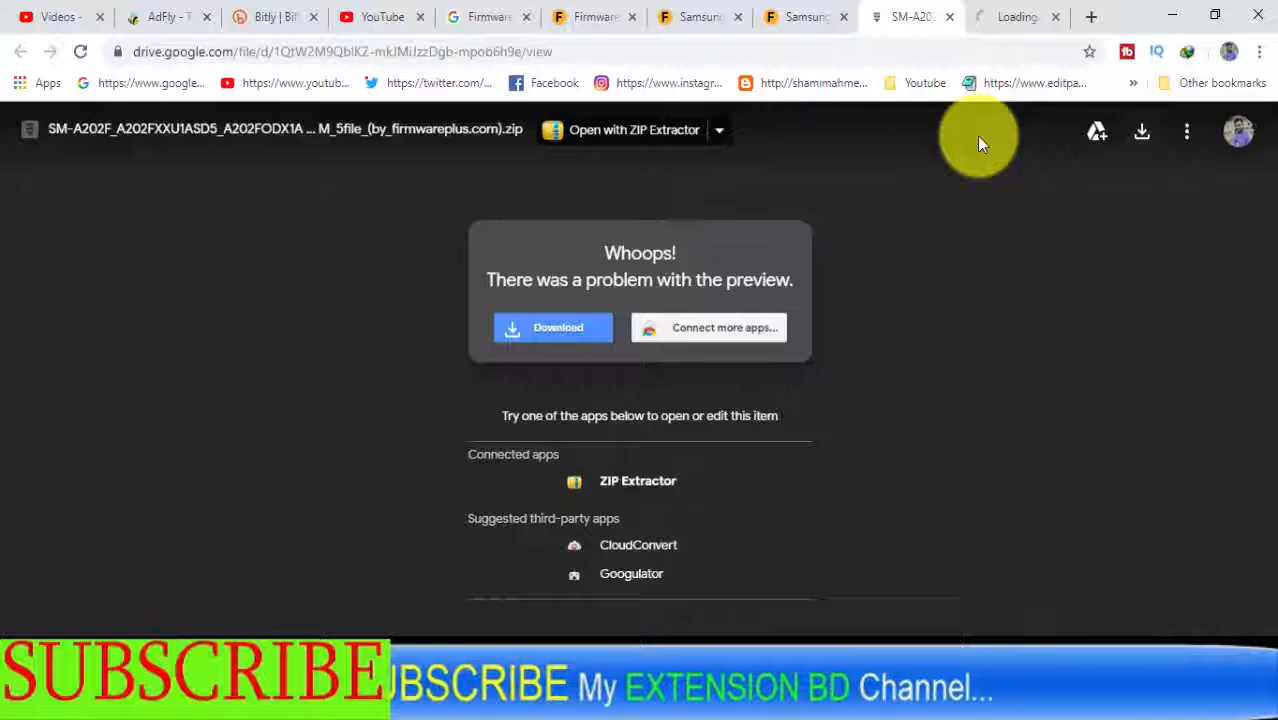 Videos -
AdFly - T
Bitly | Bit
YouTube
Firmware
Firmware
Samsung
Samsung
SM-A20
Loading.
drive.google.com/file/d/1QtW2M9QbIKZ-mkJMiJzzDgb-mpob6h9e/view
Apps
https://www.google...
https://www.youtub...
https://twitter.com/...
Facebook
https://www.instagr...
http://shamimahme...
Youtube
https://www.editpa...
Other bookmarks
SM-A202F_A202FXXU1ASD5_A202FODX1A ... M_5file_(by_firmwareplus.com).zip
Open with ZIP Extractor
Whoops!
There was a problem with the preview.
Download
Connect more apps...
Try one of the apps below to open or edit this item
Connected apps
ZIP Extractor
Suggested third-party apps
CloudConvert
Googulator
SUBSCRIBE
UBSCRIBE My EXTENSION BD Channel...